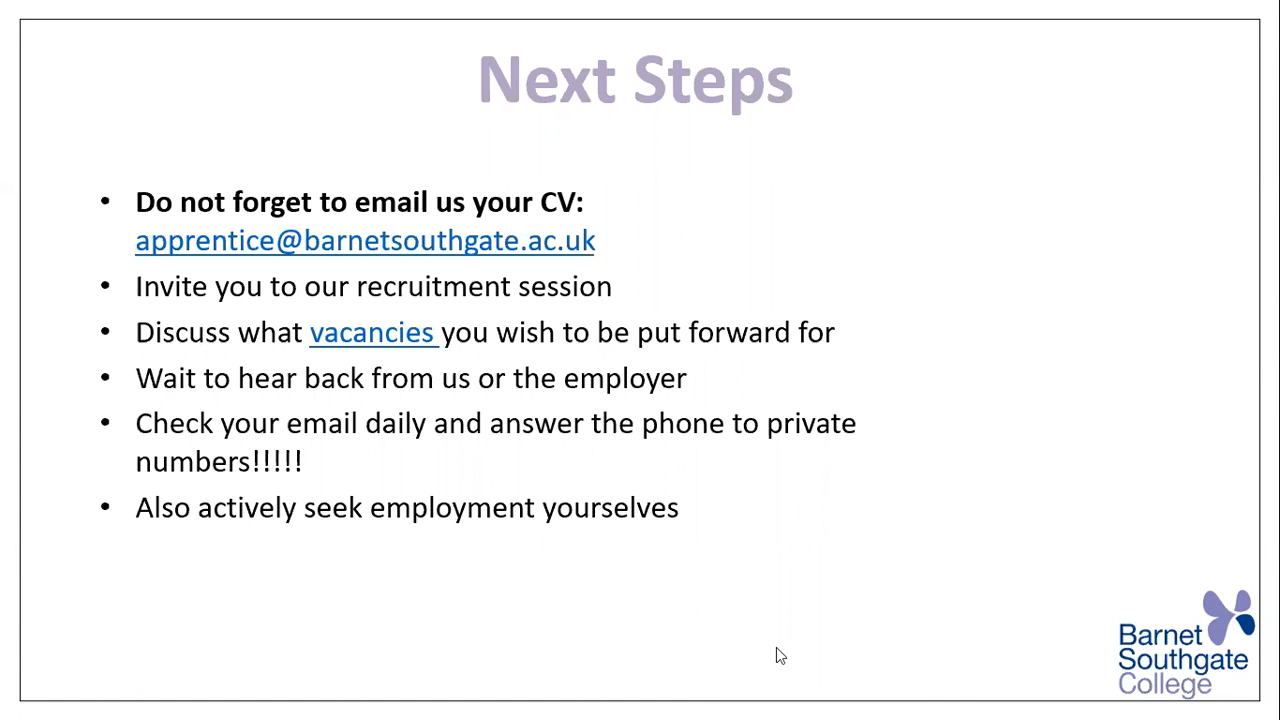 Next Steps
• Do not forget to email us your CV:
apprentice@barnetsouthgate.ac.uk
• Invite you to our recruitment session
• Discuss what vacancies you wish to be put forward for
• Wait to hear back from us or the employer
• Check your email daily and answer the phone to private
numbers!!!!!
• Also actively seek employment yourselves
Barnet
Southgate
College